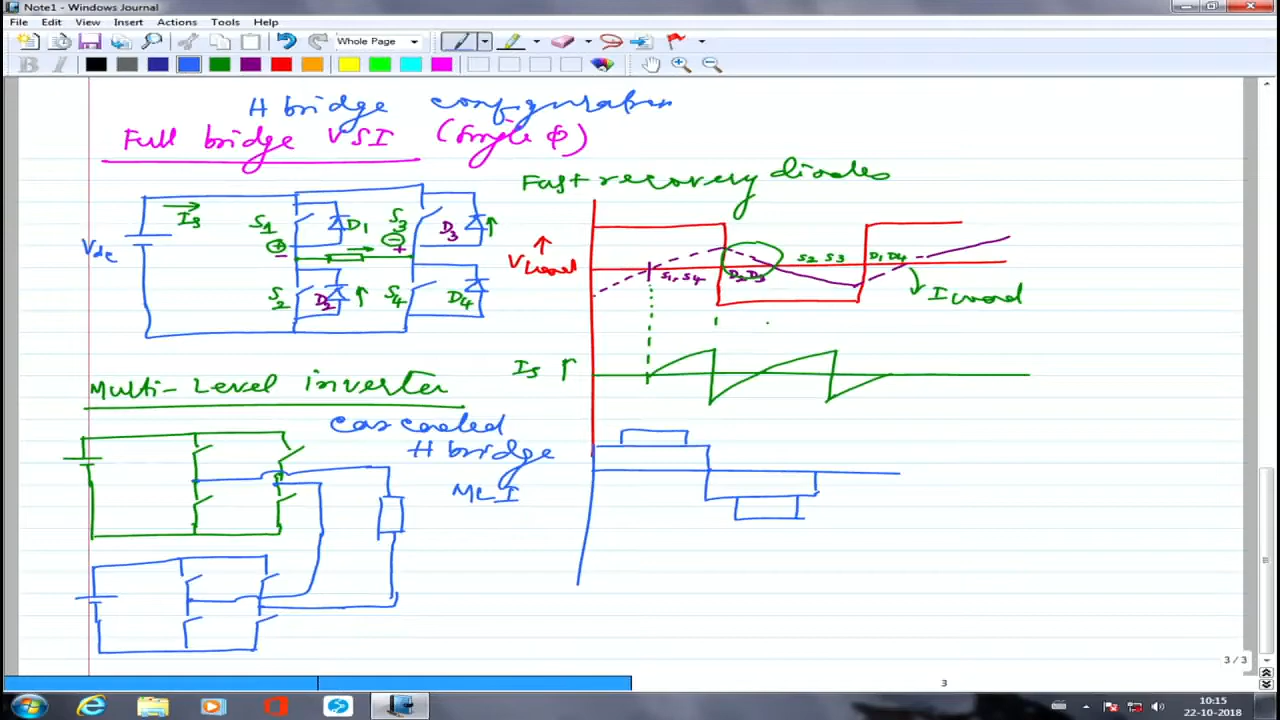 Note1 - Windows Journal
File Edit View Insert Actions Tools Help
Whole Page
B I
H bridge configuration
Full bridge VSI (Single Φ)
Fast recovery diodes
Is
S1
D1
S3
D3
Vdc
+
−
−
+
S2
D2
S4
D4
V
S1, S4
D2 D3
S2 S3
D1 D4
I
Is
Multi-Level inverter
Cascaded
H bridge
MLI
3 / 3
3
10:15
22-10-2018